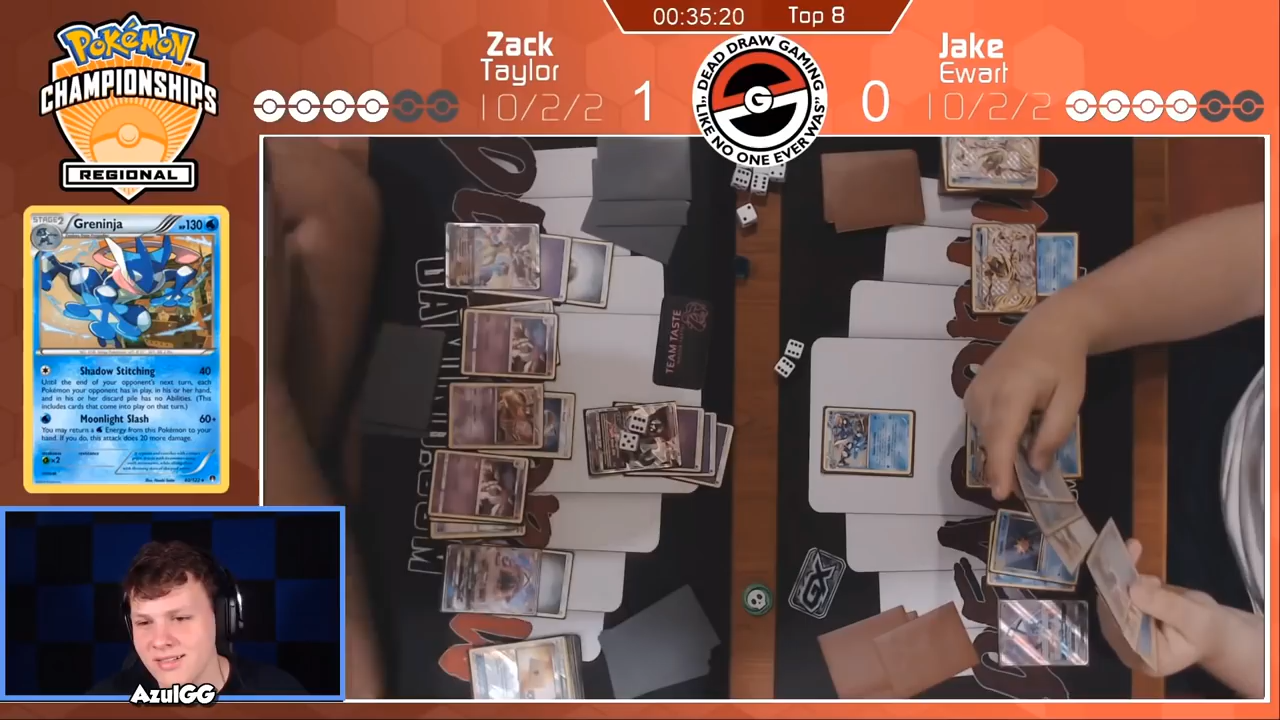 00:35:20 Top 8
POKéMON
CHAMPIONSHIPS
REGIONAL
Zack
Taylor
10/2/2
1
DEAD DRAW GAMING
"LIKE NO ONE EVER WAS"
G
0
Jake
Ewart
10/2/2
STAGE2 Greninja HP130
Shadow Stitching 40
Until the end of your opponent's next turn, each
Pokémon your opponent has in play, in his or her hand,
and in his or her discard pile has no Abilities. (This
includes cards that come into play on that turn.)
Moonlight Slash 60+
You may return a Energy from this Pokémon to your
hand. If you do, this attack does 20 more damage.
×2
TEAM TASTE
GX
AzulGG